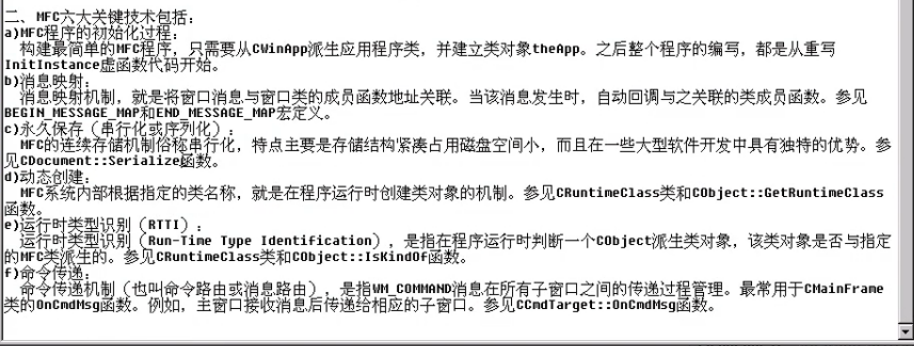 二、MFC六大关键技术包括：
a)MFC程序的初始化过程：
构建最简单的MFC程序，只需要从CWinApp派生应用程序类，并建立类对象theApp。之后整个程序的编写，都是从重写
InitInstance虚函数代码开始。
b)消息映射：
消息映射机制，就是将窗口消息与窗口类的成员函数地址关联。当该消息发生时，自动回调与之关联的类成员函数。参见
BEGIN_MESSAGE_MAP和END_MESSAGE_MAP宏定义。
c)永久保存（串行化或序列化）：
MFC的连续存储机制俗称串行化，特点主要是存储结构紧凑占用磁盘空间小，而且在一些大型软件开发中具有独特的优势。参
见CDocument::Serialize函数。
d)动态创建：
MFC系统内部根据指定的类名称，就是在程序运行时创建类对象的机制。参见CRuntimeClass类和CObject::GetRuntimeClass
函数。
e)运行时类型识别（RTTI）：
运行时类型识别（Run-Time Type Identification），是指在程序运行时判断一个CObject派生类对象，该类对象是否与指定
的MFC类派生的。参见CRuntimeClass类和CObject::IsKindOf函数。
f)命令传递：
命令传递机制（也叫命令路由或消息路由），是指WM_COMMAND消息在所有子窗口之间的传递过程管理。最常用于CMainFrame
类的OnCmdMsg函数。例如，主窗口接收消息后传递给相应的子窗口。参见CCmdTarget::OnCmdMsg函数。